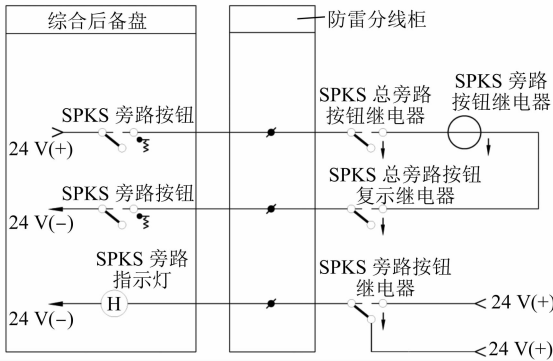 综合后备盘
防雷分线柜
SPKS 旁路按钮
SPKS 总旁路
按钮继电器
SPKS 旁路
按钮继电器
24 V(+)
SPKS 旁路按钮
SPKS 总旁路按钮
复示继电器
24 V(−)
SPKS 旁路
指示灯
H
SPKS 旁路按钮
继电器
24 V(+)
24 V(−)
24 V(+)